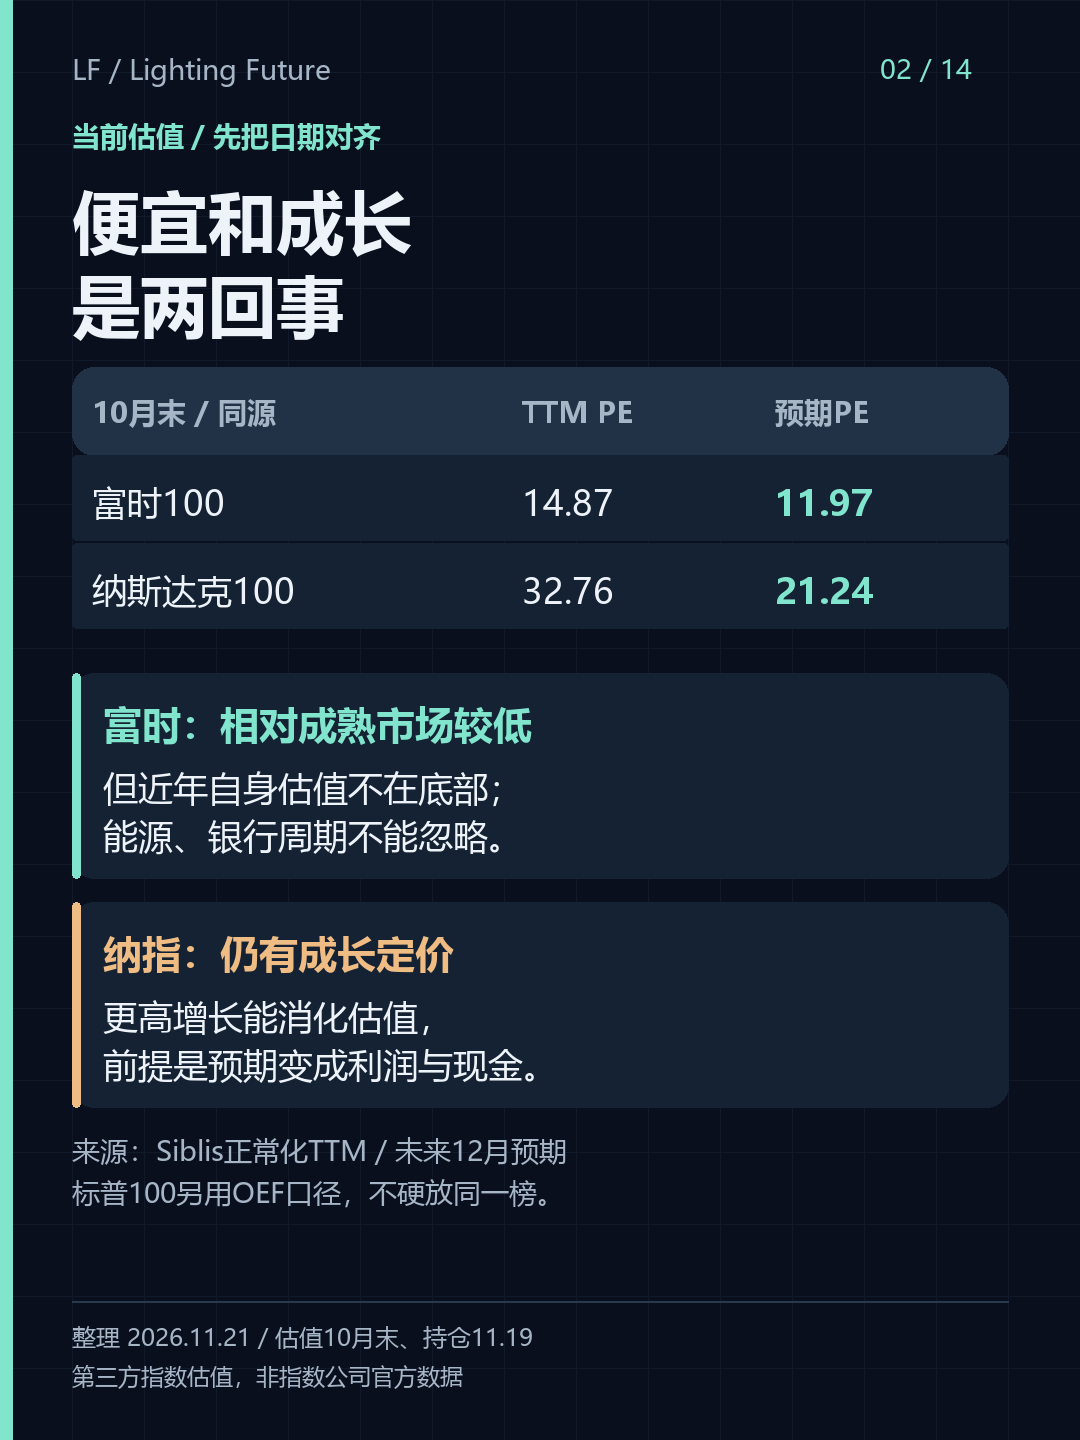 LF / Lighting Future
02 / 14
当前估值 / 先把日期对齐
便宜和成长
是两回事
10月末 / 同源 TTM PE 预期PE
富时100 14.87 11.97
纳斯达克100 32.76 21.24
富时：相对成熟市场较低
但近年自身估值不在底部；
能源、银行周期不能忽略。
纳指：仍有成长定价
更高增长能消化估值，
前提是预期变成利润与现金。
来源：Siblis正常化TTM / 未来12月预期
标普100另用OEF口径，不硬放同一榜。
整理 2026.11.21 / 估值10月末、持仓11.19
第三方指数估值，非指数公司官方数据